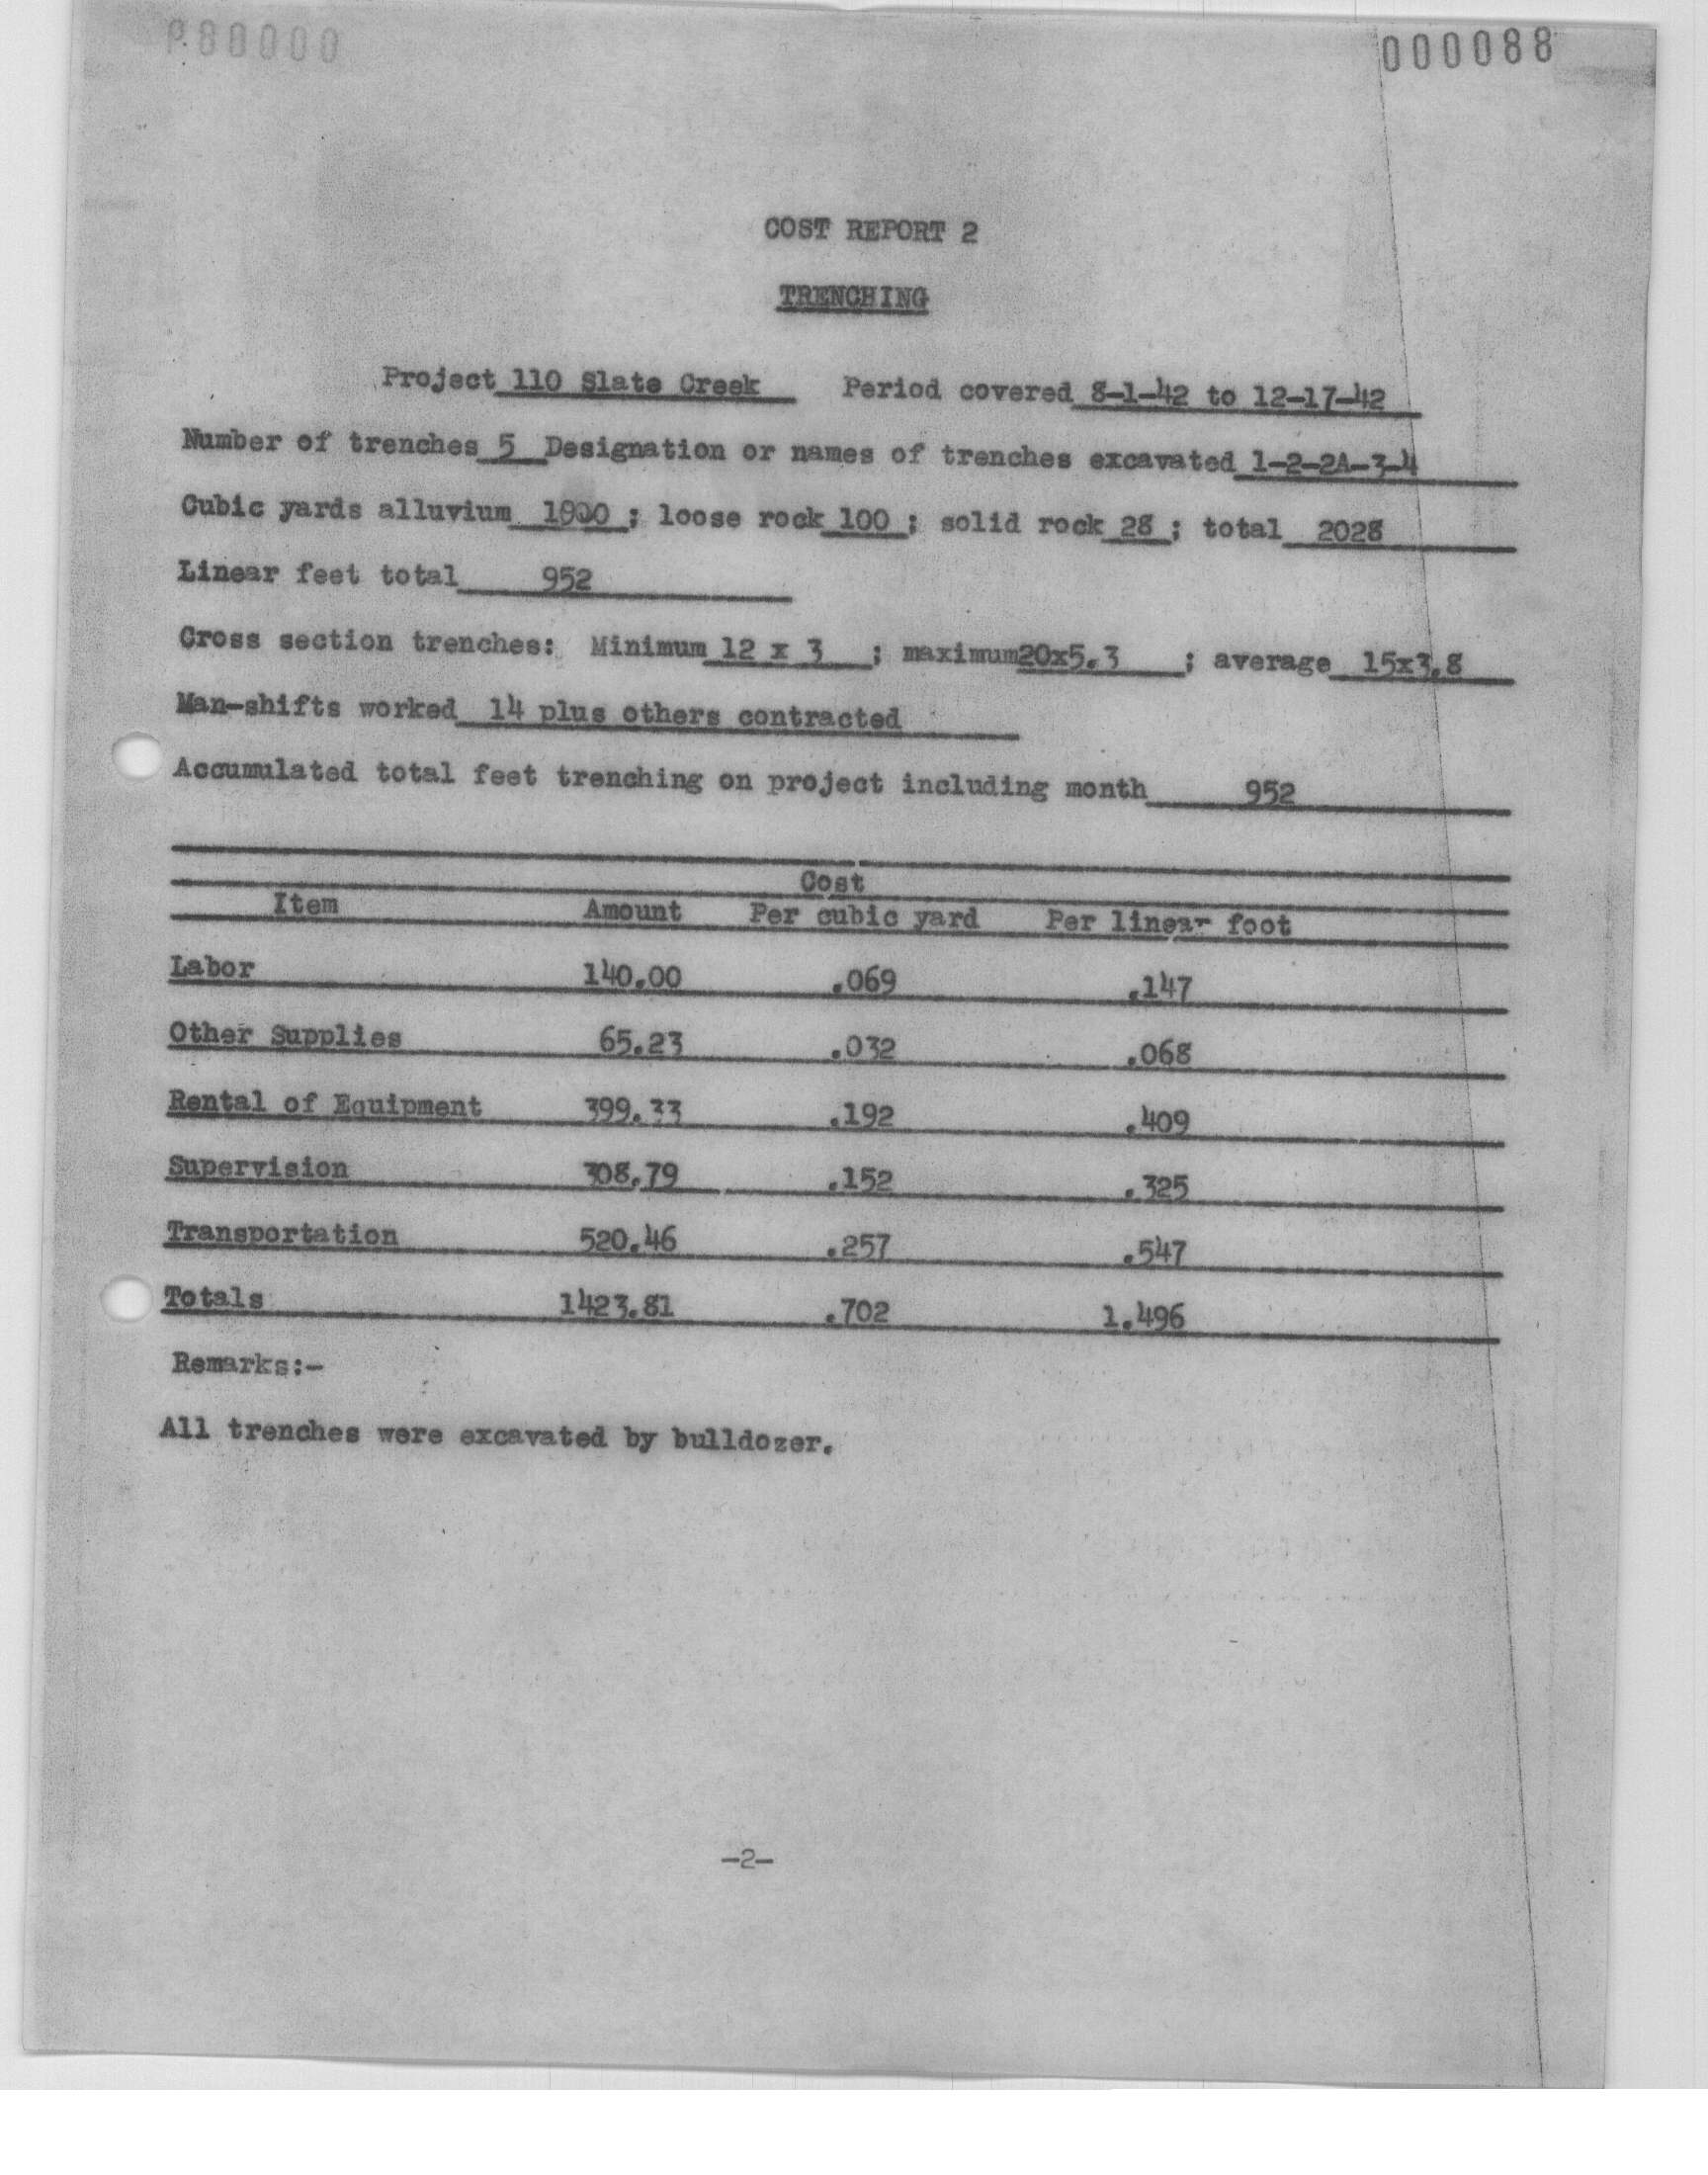 000088
COST REPORT 2
TRENCHING
Project 110 Slate Creek Period covered 8-1-42 to 12-17-42
Number of trenches 5 Designation or names of trenches excavated 1-2-2A-3-4
Cubic yards alluvium 1900 ; loose rock 100 ; solid rock 28 ; total 2028
Linear feet total 952
Cross section trenches: Minimum 12 x 3 ; maximum 20x5.3 ; average 15x3.8
Man-shifts worked 14 plus others contracted
Accumulated total feet trenching on project including month 952
Cost
Item Amount Per cubic yard Per linear foot
Labor 140.00 .069 .147
Other Supplies 65.23 .032 .068
Rental of Equipment 399.33 .192 .409
Supervision 308.79 .152 .325
Transportation 520.46 .257 .547
Totals 1423.81 .702 1.496
Remarks:-
All trenches were excavated by bulldozer.
-2-